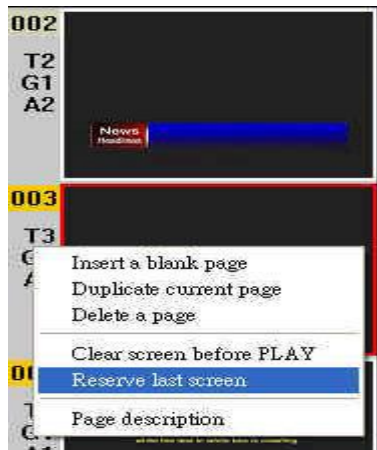 002
T2
G1
A2
News
Headlines
003
T3
Insert a blank page
Duplicate current page
Delete a page
Clear screen before PLAY
Reserve last screen
Page description